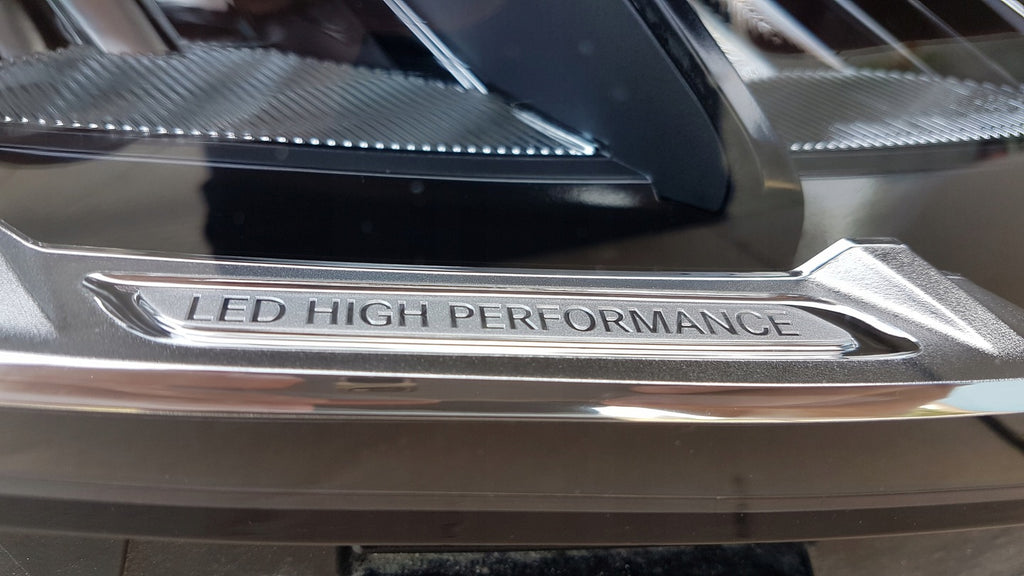 LED HIGH PERFORMANCE